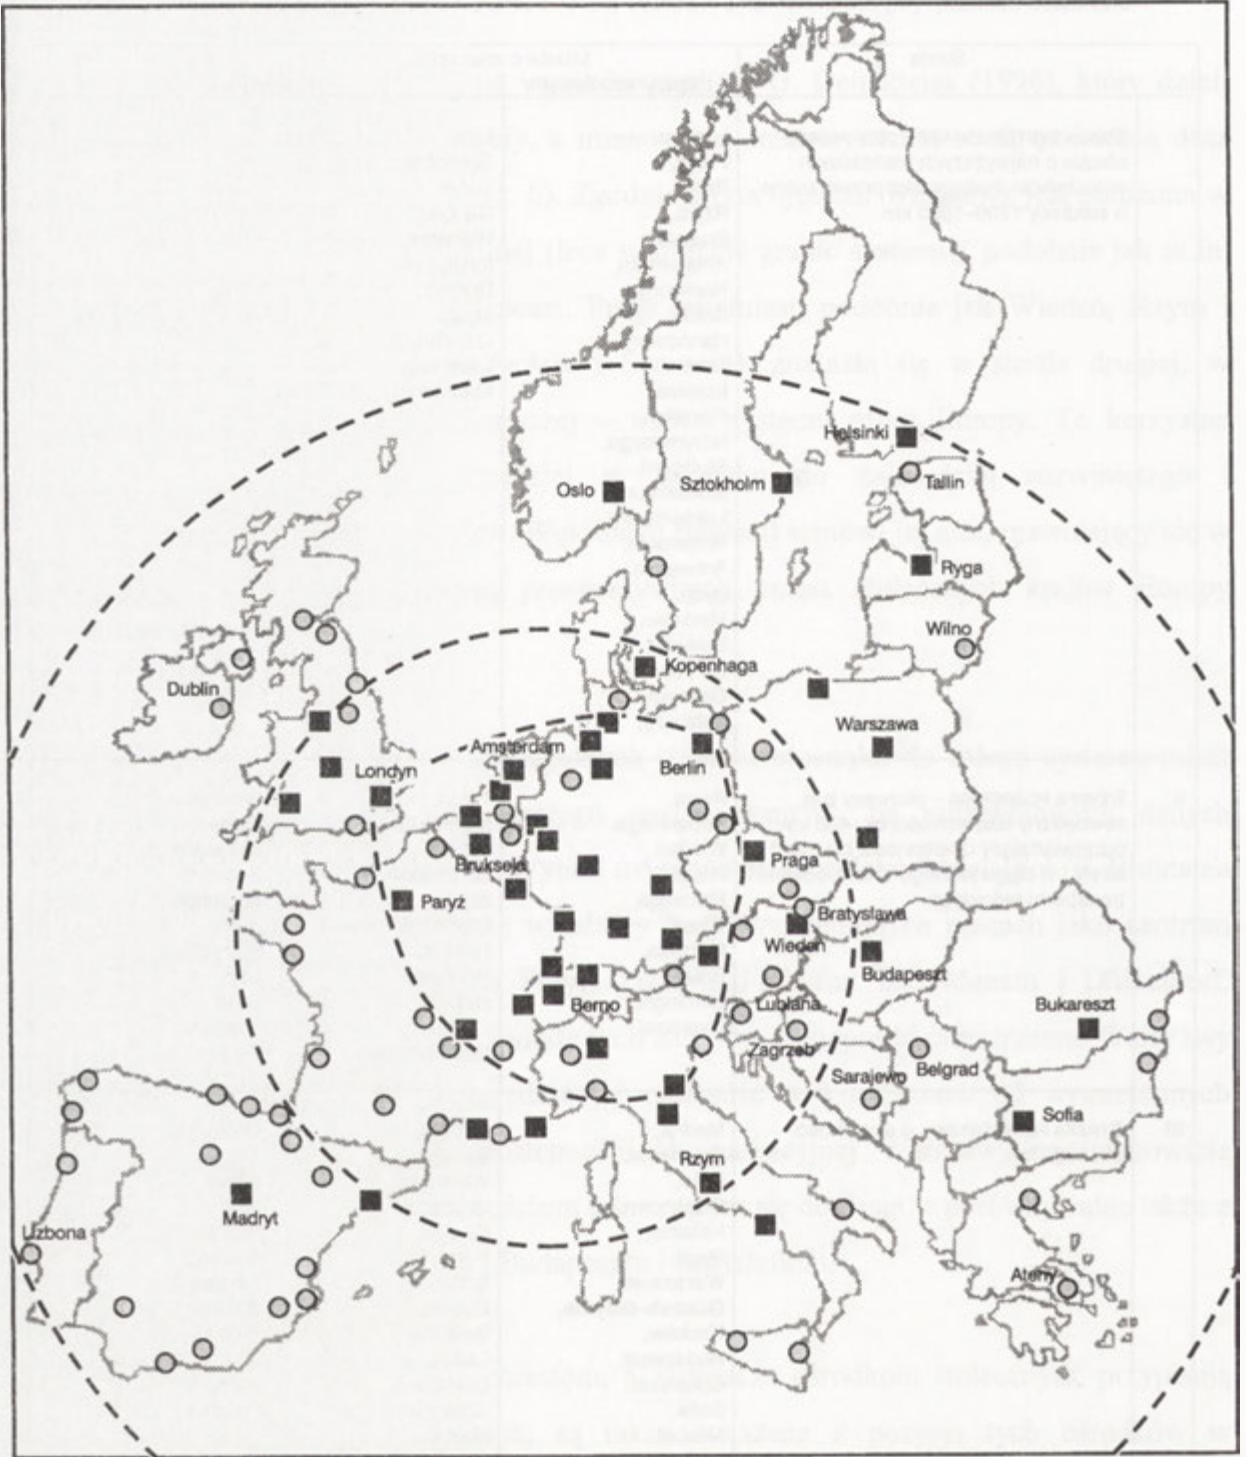 Helsinki
Oslo
Sztokholm
Tallin
Ryga
Wilno
Kopenhaga
Dublin
Warszawa
Amsterdam
Berlin
Londyn
Praga
Bruksela
Paryż
Bratysława
Wiedeń
Budapeszt
Berno
Lublana
Bukareszt
Zagrzeb
Belgrad
Sarajewo
Sofia
Rzym
Madryt
Lizbona
Ateny